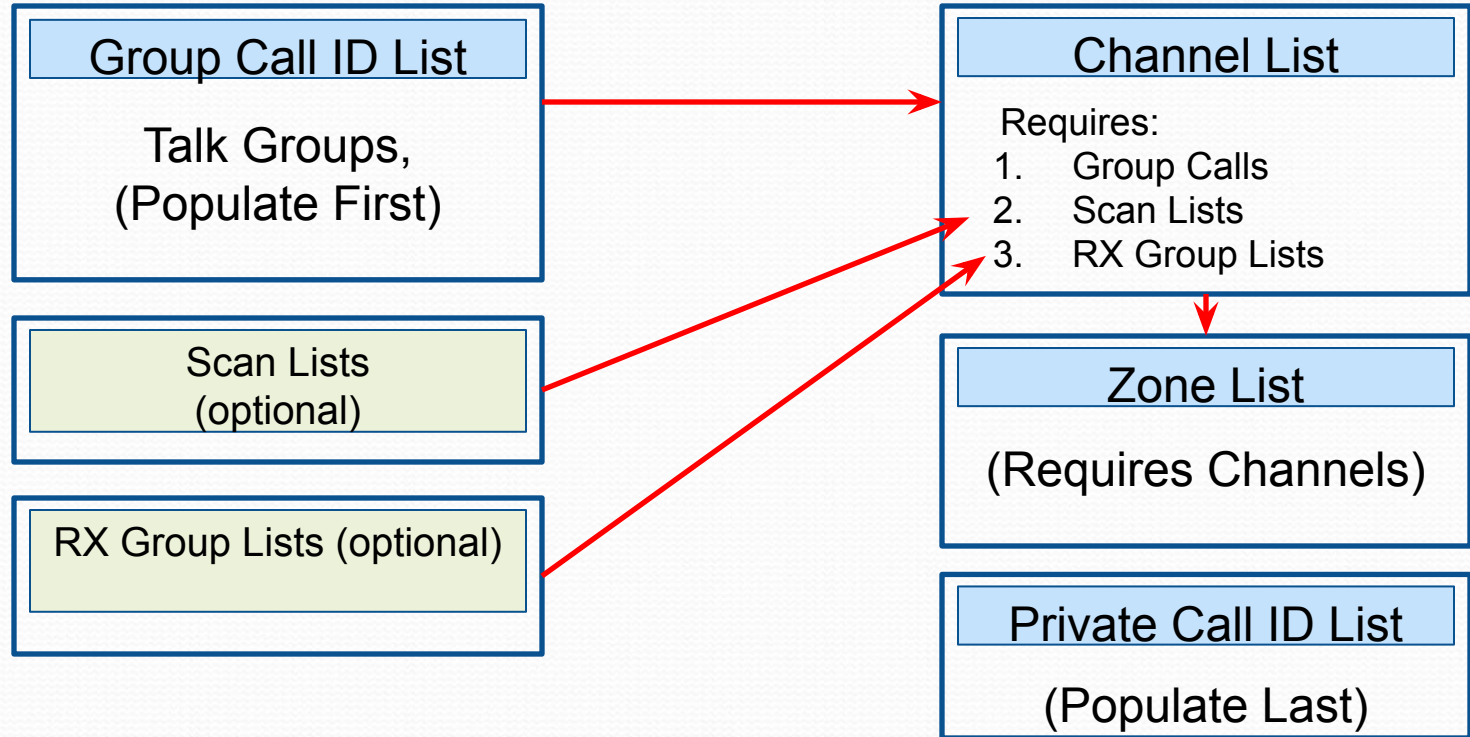 Group Call ID List
Talk Groups,
(Populate First)
Scan Lists
(optional)
RX Group Lists (optional)
Channel List
Requires:
1. Group Calls
2. Scan Lists
3. RX Group Lists
Zone List
(Requires Channels)
Private Call ID List
(Populate Last)